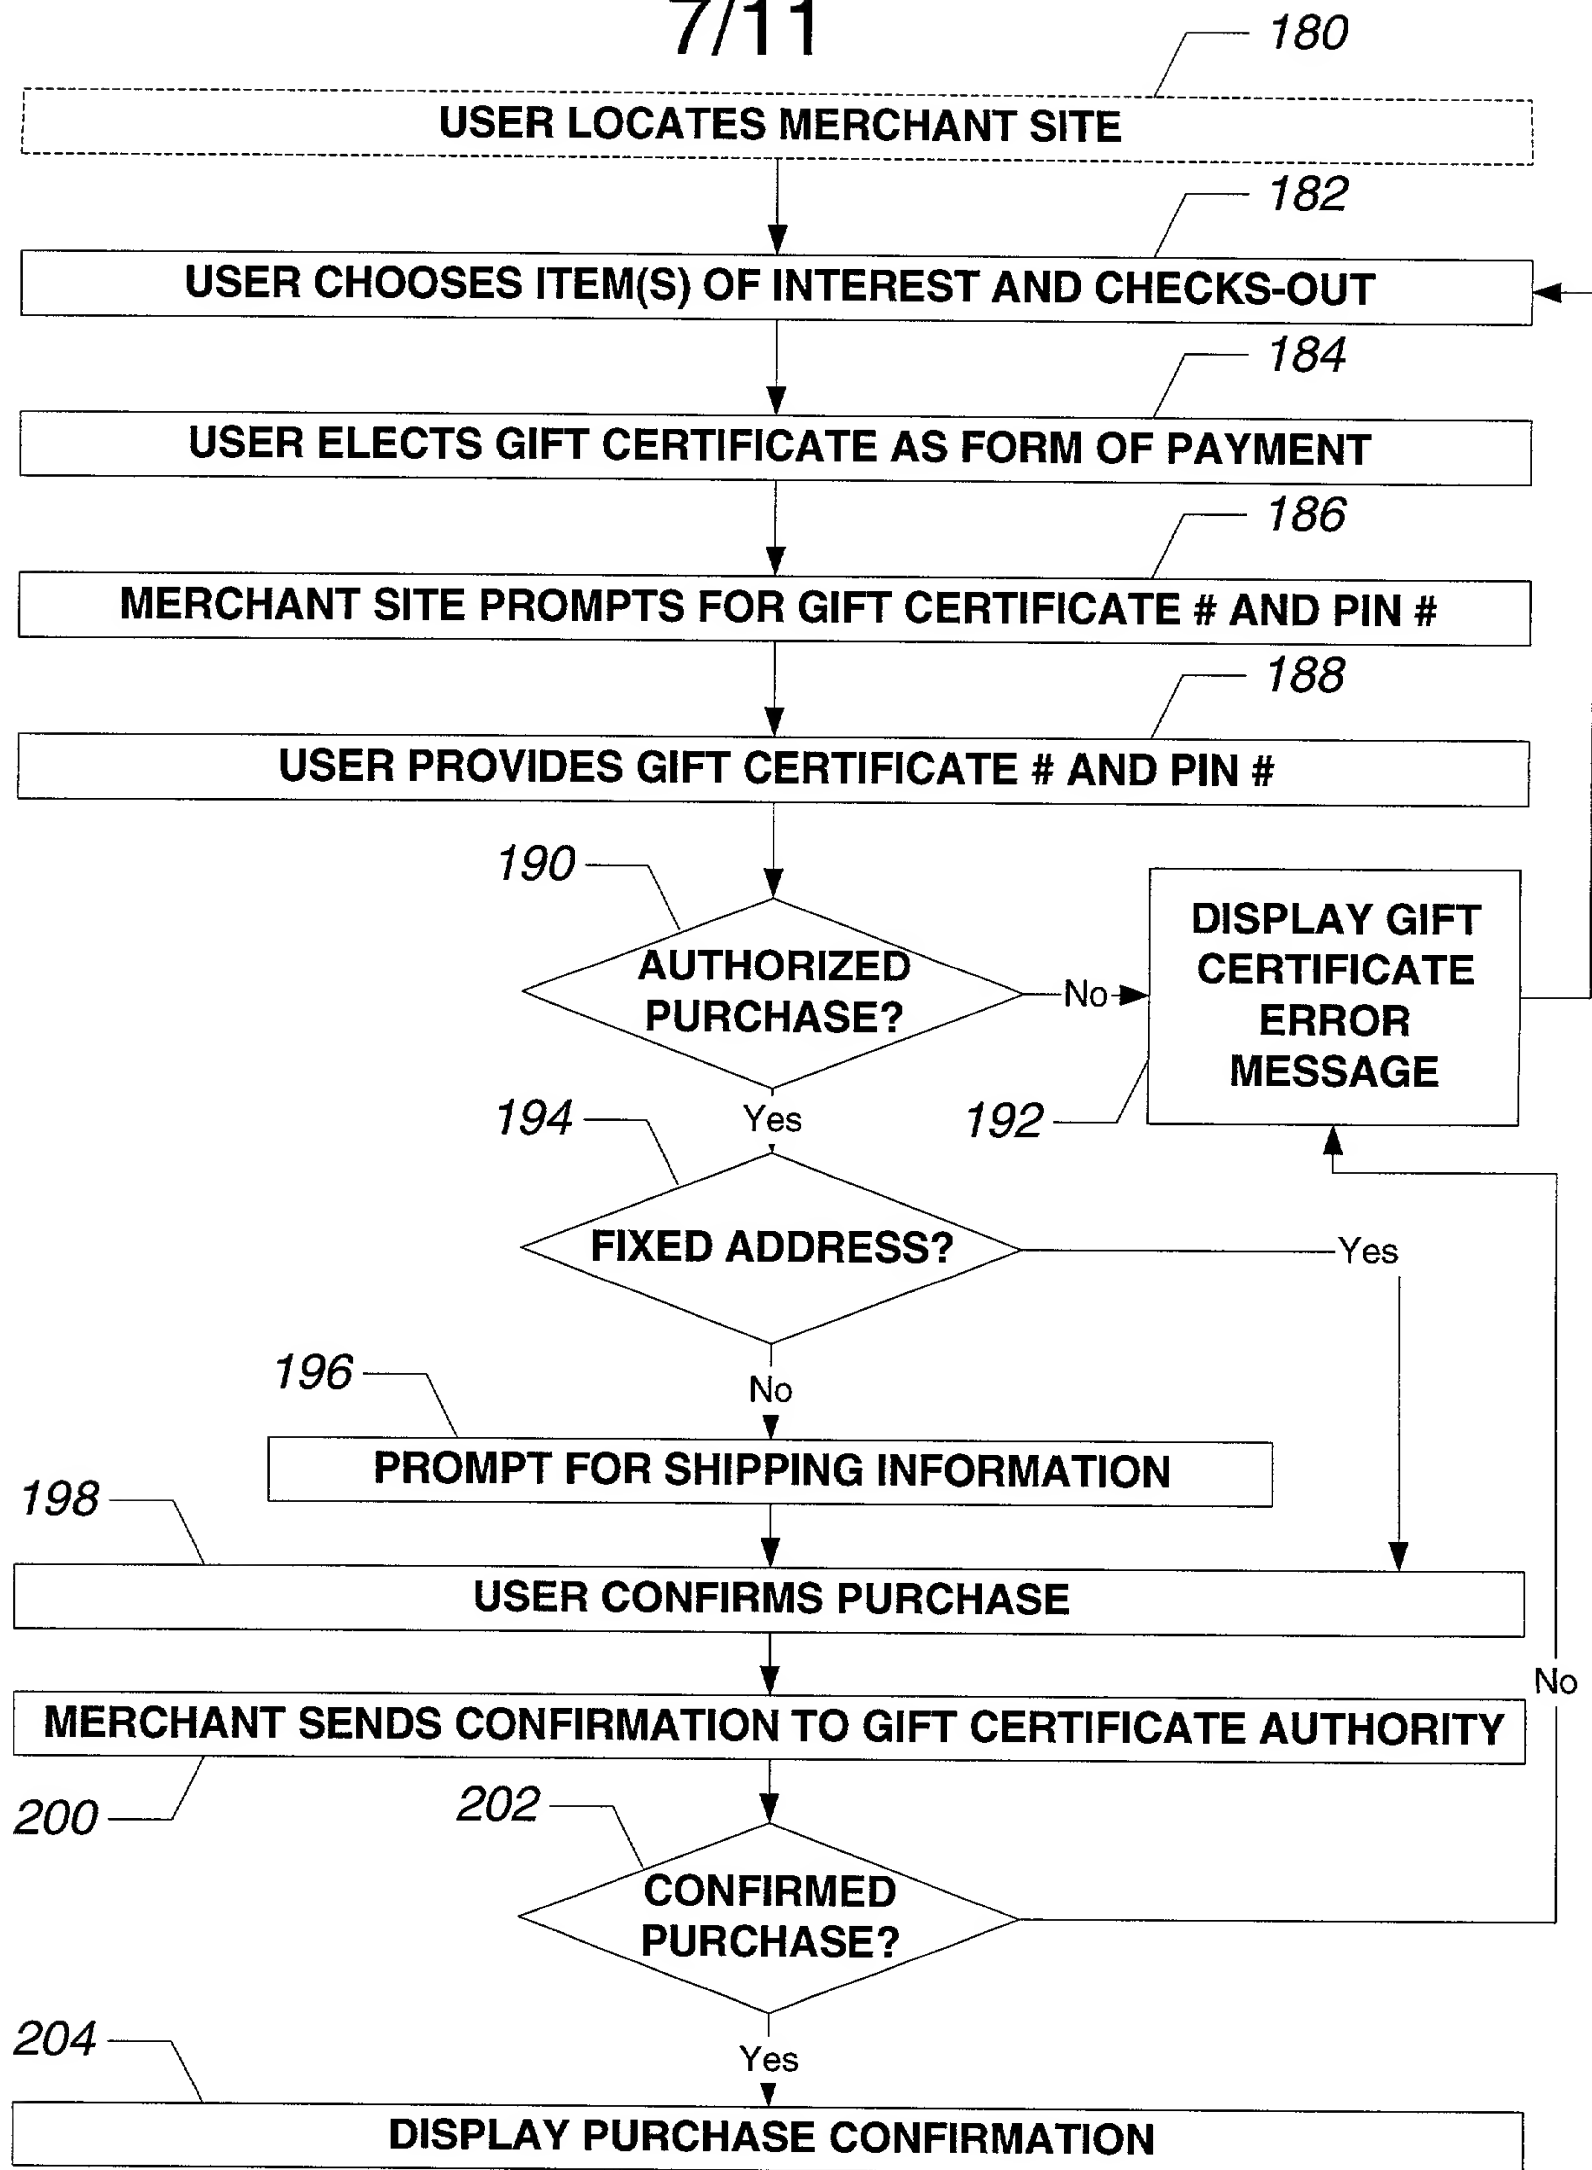 7/11
180
USER LOCATES MERCHANT SITE
182
USER CHOOSES ITEM(S) OF INTEREST AND CHECKS-OUT
184
USER ELECTS GIFT CERTIFICATE AS FORM OF PAYMENT
186
MERCHANT SITE PROMPTS FOR GIFT CERTIFICATE # AND PIN #
188
USER PROVIDES GIFT CERTIFICATE # AND PIN #
190
AUTHORIZED
PURCHASE?
No
DISPLAY GIFT
CERTIFICATE
ERROR
MESSAGE
192
Yes
194
FIXED ADDRESS?
Yes
No
196
PROMPT FOR SHIPPING INFORMATION
198
USER CONFIRMS PURCHASE
No
MERCHANT SENDS CONFIRMATION TO GIFT CERTIFICATE AUTHORITY
200
202
CONFIRMED
PURCHASE?
Yes
204
DISPLAY PURCHASE CONFIRMATION